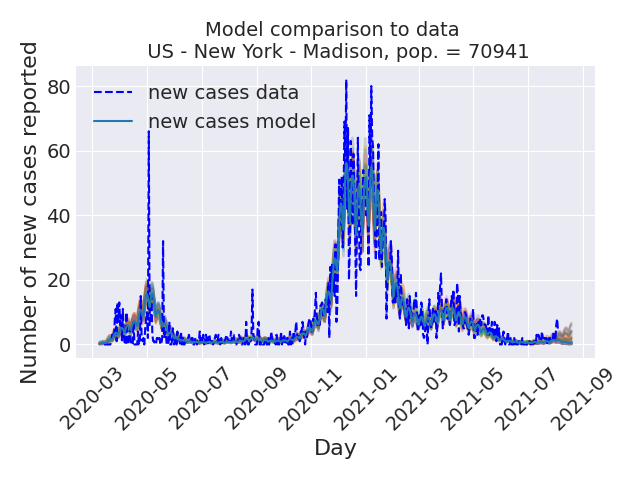 Model comparison to data
US - New York - Madison, pop. = 70941
Number of new cases reported
80
60
40
20
0
new cases data
new cases model
2020-03
2020-05
2020-07
2020-09
2020-11
2021-01
2021-03
2021-05
2021-07
2021-09
Day